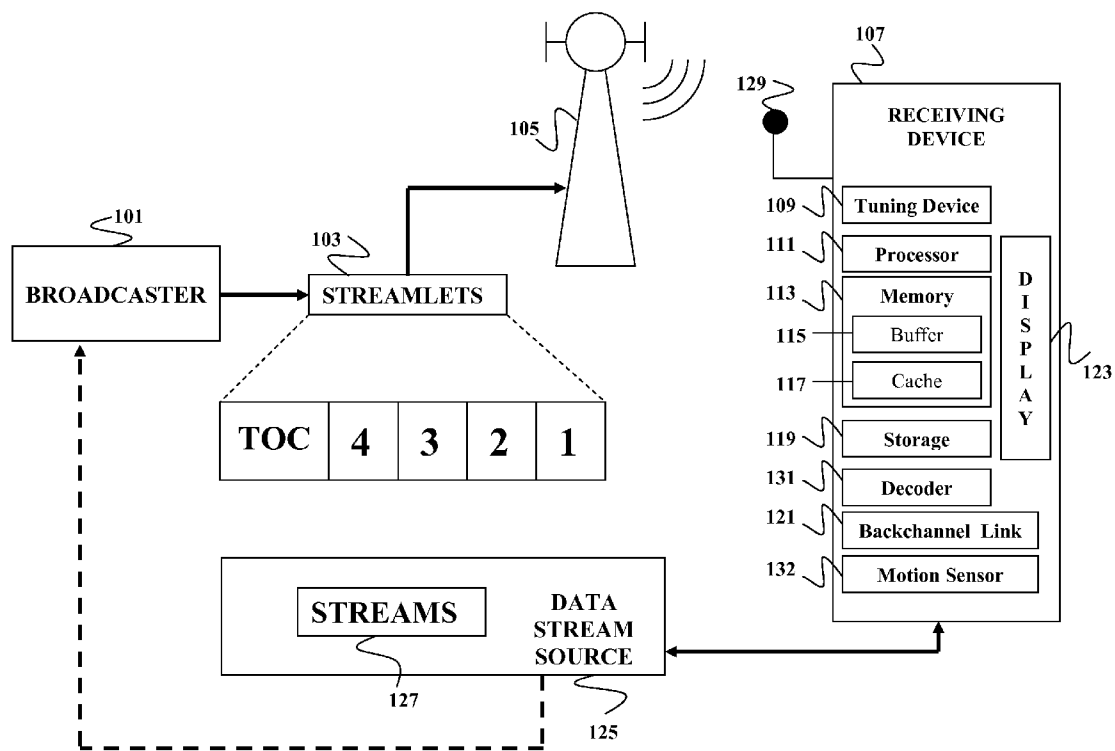 107
129
RECEIVING
DEVICE
105
109
Tuning Device
101
103
111
Processor
BROADCASTER
STREAMLETS
113
Memory
115
Buffer
117
Cache
DISPLAY
123
TOC 4 3 2 1
119
Storage
131
Decoder
121
Backchannel Link
132
Motion Sensor
STREAMS
DATA
STREAM
SOURCE
127
125